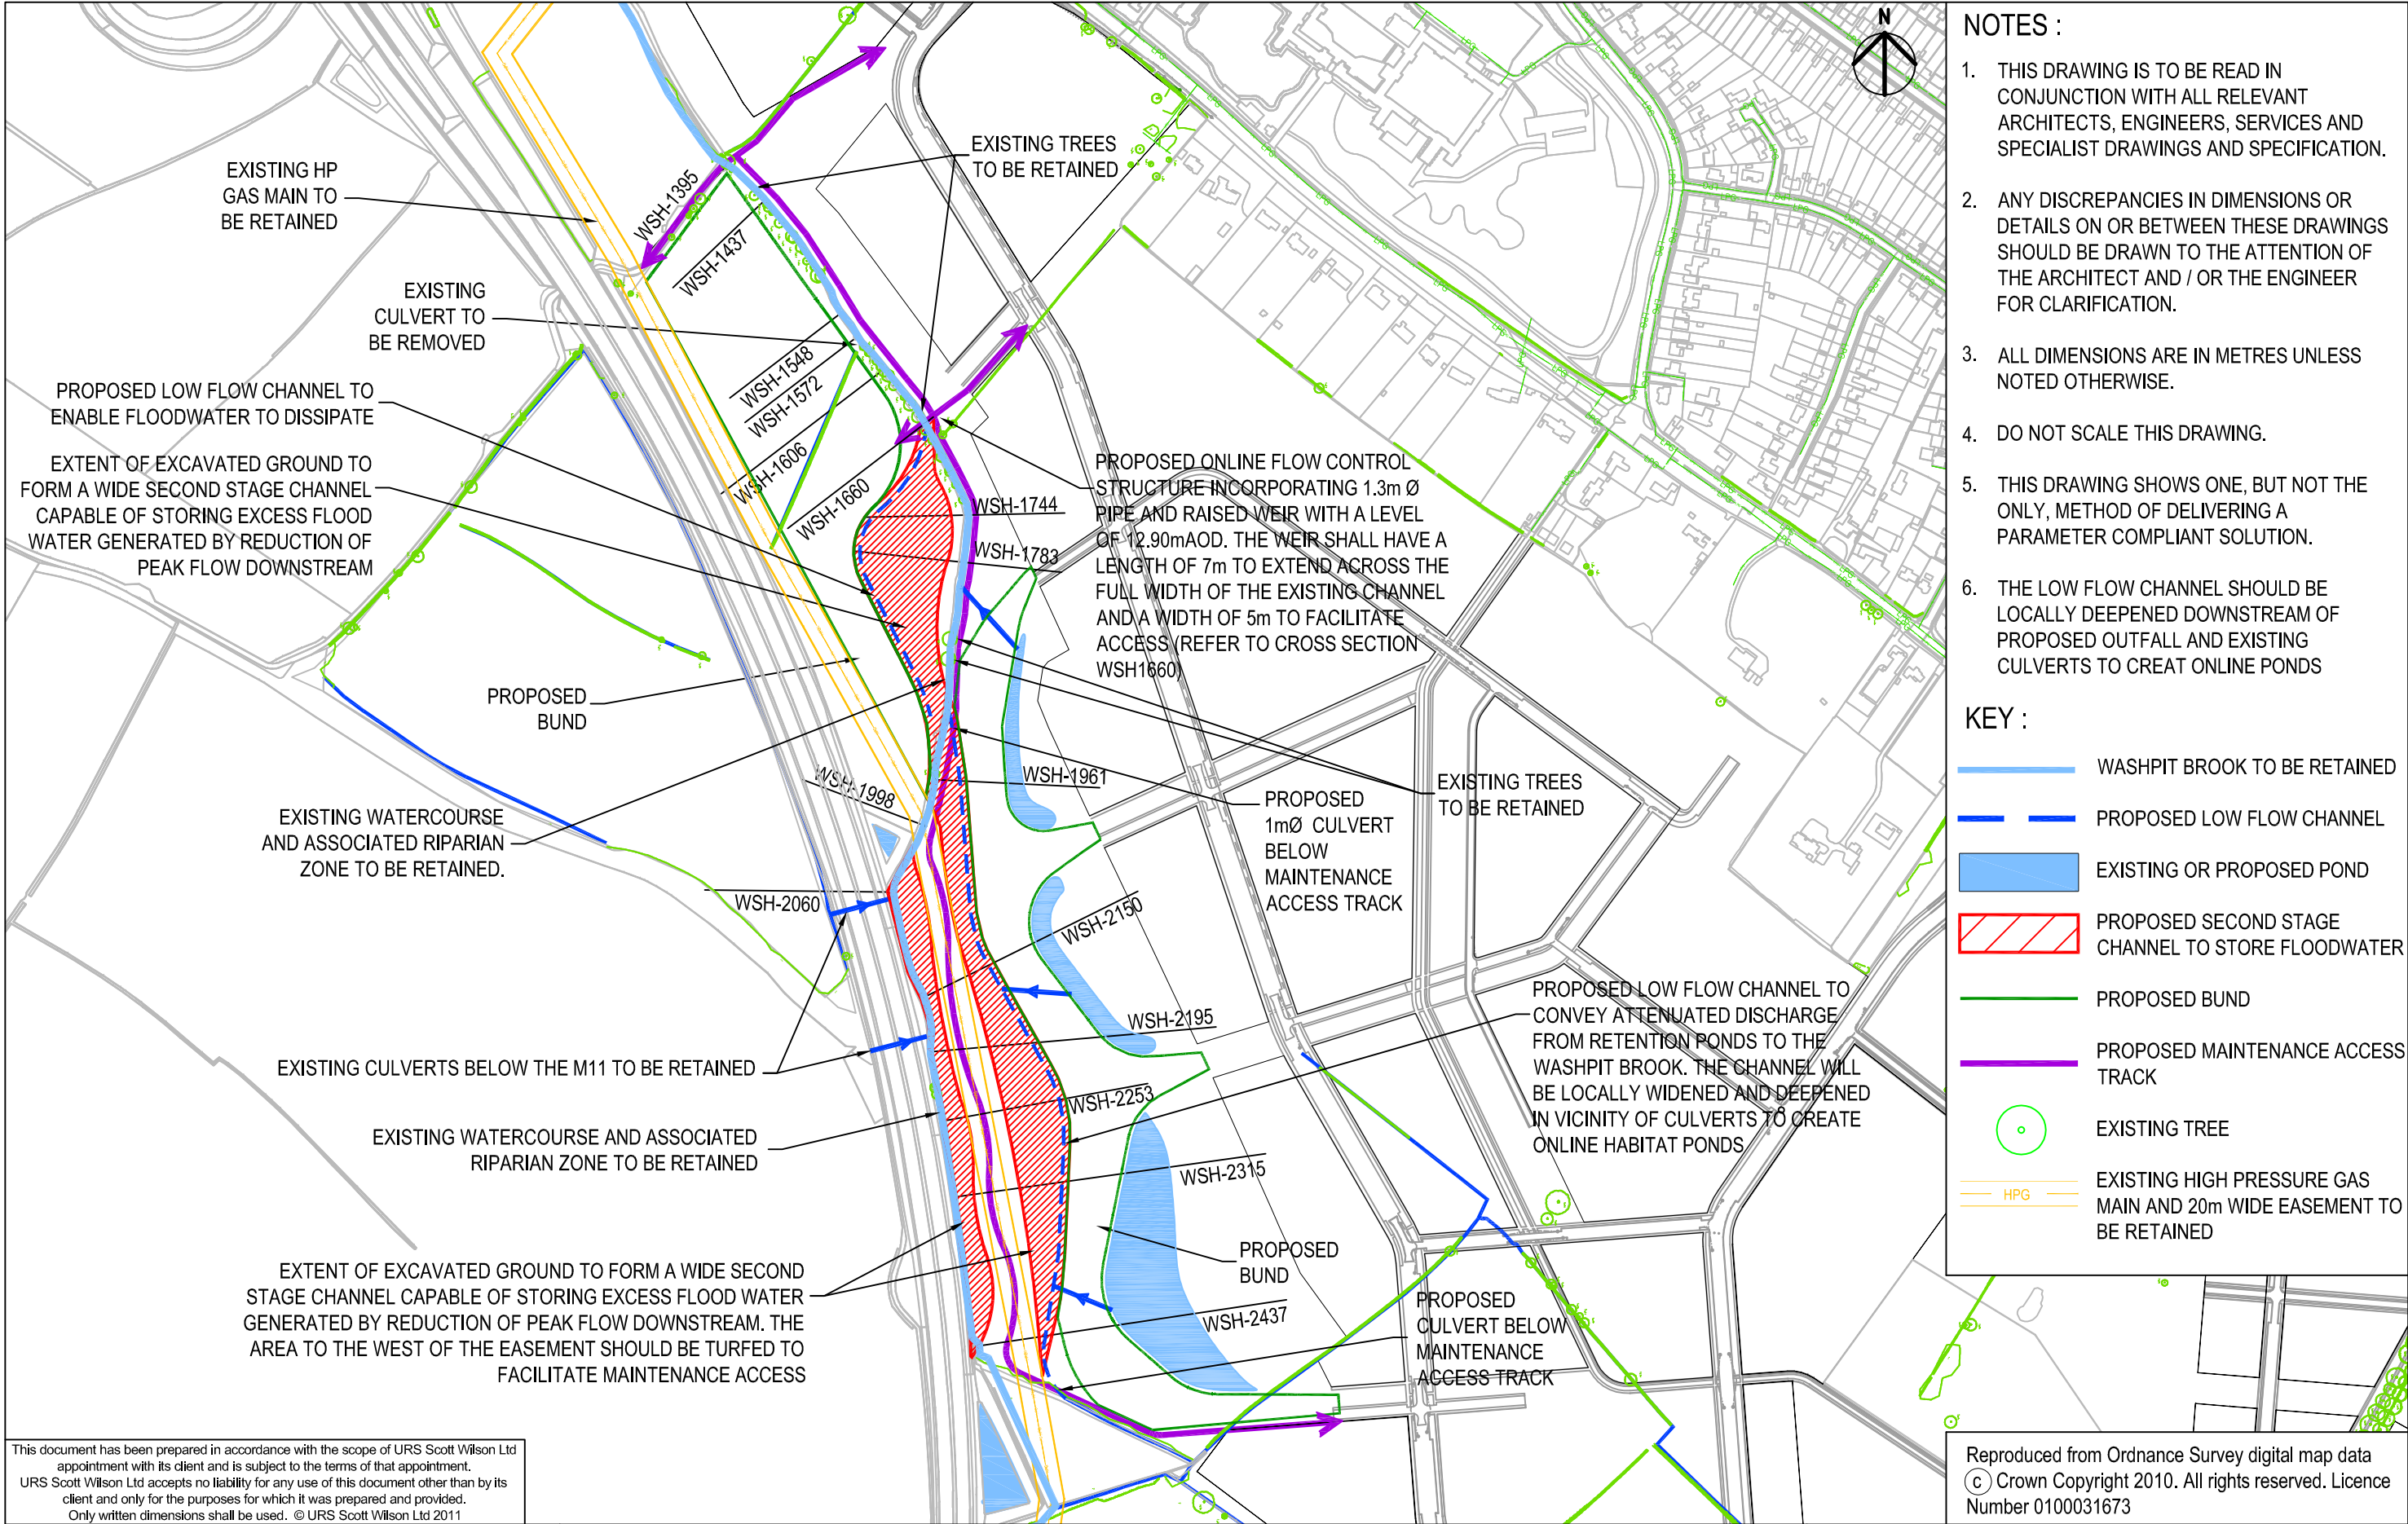 N
EXISTING HP
GAS MAIN TO
BE RETAINED
EXISTING
CULVERT TO
BE REMOVED
PROPOSED LOW FLOW CHANNEL TO
ENABLE FLOODWATER TO DISSIPATE
EXTENT OF EXCAVATED GROUND TO
FORM A WIDE SECOND STAGE CHANNEL
CAPABLE OF STORING EXCESS FLOOD
WATER GENERATED BY REDUCTION OF
PEAK FLOW DOWNSTREAM
PROPOSED
BUND
EXISTING WATERCOURSE
AND ASSOCIATED RIPARIAN
ZONE TO BE RETAINED.
EXISTING CULVERTS BELOW THE M11 TO BE RETAINED
EXISTING WATERCOURSE AND ASSOCIATED
RIPARIAN ZONE TO BE RETAINED
EXTENT OF EXCAVATED GROUND TO FORM A WIDE SECOND
STAGE CHANNEL CAPABLE OF STORING EXCESS FLOOD WATER
GENERATED BY REDUCTION OF PEAK FLOW DOWNSTREAM. THE
AREA TO THE WEST OF THE EASEMENT SHOULD BE TURFED TO
FACILITATE MAINTENANCE ACCESS
WSH-1395
WSH-1437
WSH-1548
WSH-1572
WSH-1606
WSH-1660
WSH-1744
WSH-1783
WSH-1961
WSH-1998
WSH-2060
WSH-2150
WSH-2195
WSH-2253
WSH-2315
WSH-2437
EXISTING TREES
TO BE RETAINED
PROPOSED ONLINE FLOW CONTROL
STRUCTURE INCORPORATING 1.3m Ø
PIPE AND RAISED WEIR WITH A LEVEL
OF 12.90mAOD. THE WEIR SHALL HAVE A
LENGTH OF 7m TO EXTEND ACROSS THE
FULL WIDTH OF THE EXISTING CHANNEL
AND A WIDTH OF 5m TO FACILITATE
ACCESS (REFER TO CROSS SECTION
WSH1660)
EXISTING TREES
TO BE RETAINED
PROPOSED
1mØ CULVERT
BELOW
MAINTENANCE
ACCESS TRACK
PROPOSED LOW FLOW CHANNEL TO
CONVEY ATTENUATED DISCHARGE
FROM RETENTION PONDS TO THE
WASHPIT BROOK. THE CHANNEL WILL
BE LOCALLY WIDENED AND DEEPENED
IN VICINITY OF CULVERTS TO CREATE
ONLINE HABITAT PONDS
PROPOSED
BUND
PROPOSED
CULVERT BELOW
MAINTENANCE
ACCESS TRACK
NOTES :
1. THIS DRAWING IS TO BE READ IN
CONJUNCTION WITH ALL RELEVANT
ARCHITECTS, ENGINEERS, SERVICES AND
SPECIALIST DRAWINGS AND SPECIFICATION.
2. ANY DISCREPANCIES IN DIMENSIONS OR
DETAILS ON OR BETWEEN THESE DRAWINGS
SHOULD BE DRAWN TO THE ATTENTION OF
THE ARCHITECT AND / OR THE ENGINEER
FOR CLARIFICATION.
3. ALL DIMENSIONS ARE IN METRES UNLESS
NOTED OTHERWISE.
4. DO NOT SCALE THIS DRAWING.
5. THIS DRAWING SHOWS ONE, BUT NOT THE
ONLY, METHOD OF DELIVERING A
PARAMETER COMPLIANT SOLUTION.
6. THE LOW FLOW CHANNEL SHOULD BE
LOCALLY DEEPENED DOWNSTREAM OF
PROPOSED OUTFALL AND EXISTING
CULVERTS TO CREAT ONLINE PONDS
KEY :
WASHPIT BROOK TO BE RETAINED
PROPOSED LOW FLOW CHANNEL
EXISTING OR PROPOSED POND
PROPOSED SECOND STAGE
CHANNEL TO STORE FLOODWATER
PROPOSED BUND
PROPOSED MAINTENANCE ACCESS
TRACK
EXISTING TREE
HPG
EXISTING HIGH PRESSURE GAS
MAIN AND 20m WIDE EASEMENT TO
BE RETAINED
This document has been prepared in accordance with the scope of URS Scott Wilson Ltd
appointment with its client and is subject to the terms of that appointment.
URS Scott Wilson Ltd accepts no liability for any use of this document other than by its
client and only for the purposes for which it was prepared and provided.
Only written dimensions shall be used. © URS Scott Wilson Ltd 2011
Reproduced from Ordnance Survey digital map data
© Crown Copyright 2010. All rights reserved. Licence
Number 0100031673